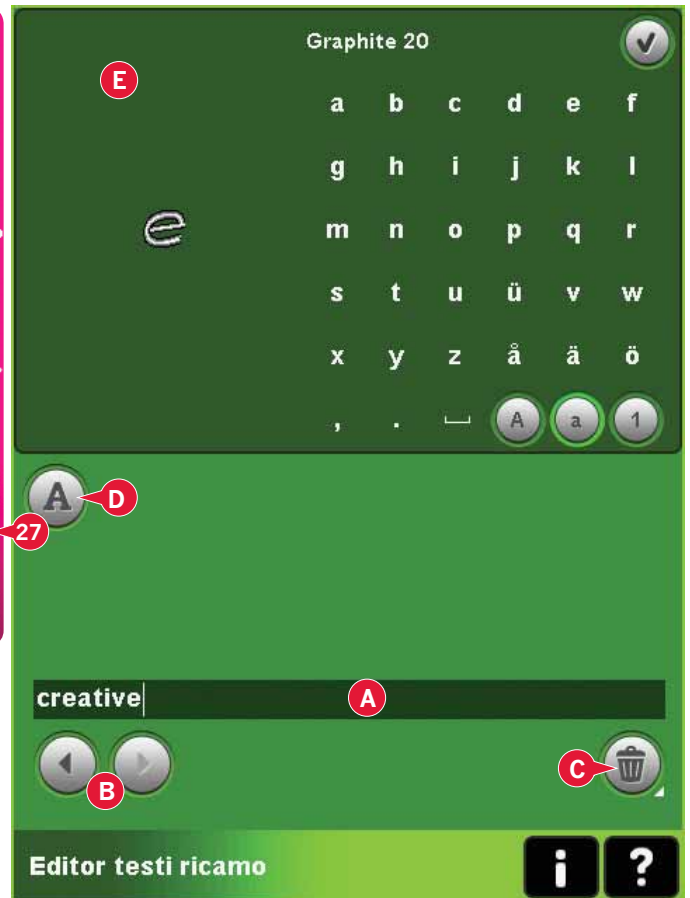 Graphite 20
E
a b c d e f
g h i j k l
e
m n o p q r
s t u ü v w
x y z å ä ö
, . A a 1
A D
27
creative A
B C
Editor testi ricamo i ?